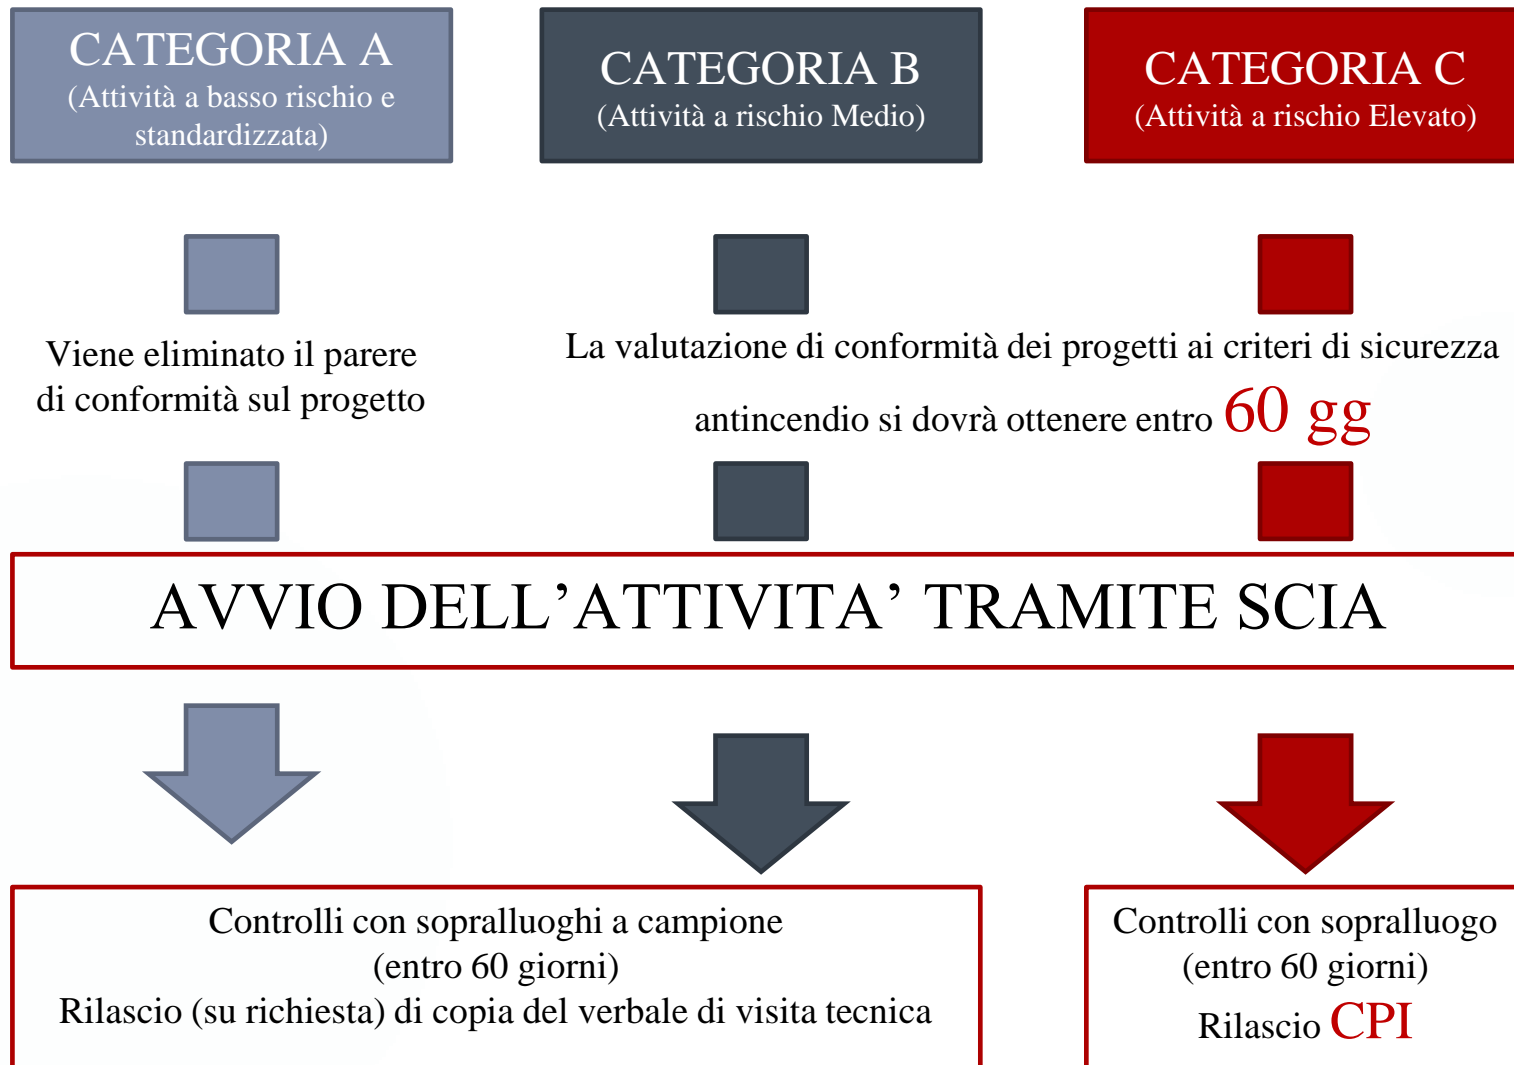 CATEGORIA A
(Attività a basso rischio e
standardizzata)
CATEGORIA B
(Attività a rischio Medio)
CATEGORIA C
(Attività a rischio Elevato)
Viene eliminato il parere
di conformità sul progetto
La valutazione di conformità dei progetti ai criteri di sicurezza
antincendio si dovrà ottenere entro 60 gg
AVVIO DELL’ATTIVITA’ TRAMITE SCIA
Controlli con sopralluoghi a campione
(entro 60 giorni)
Rilascio (su richiesta) di copia del verbale di visita tecnica
Controlli con sopralluogo
(entro 60 giorni)
Rilascio CPI